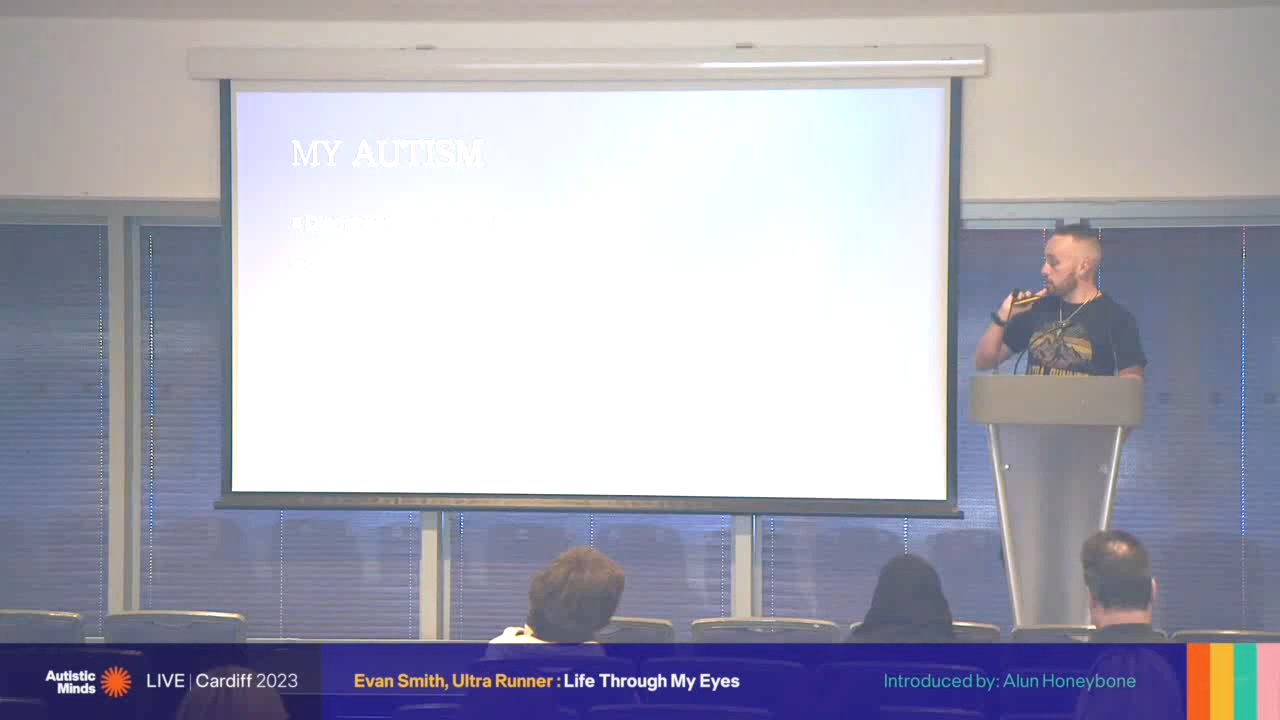 MY AUTISM
Autistic
Minds
LIVE | Cardiff 2023
Evan Smith, Ultra Runner : Life Through My Eyes
Introduced by: Alun Honeybone